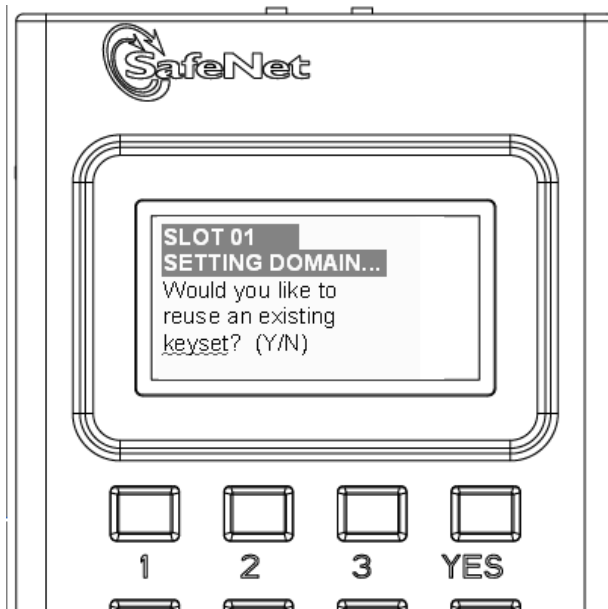 SafeNet
SLOT 01
SETTING DOMAIN...
Would you like to
reuse an existing
keyset? (Y/N)
1 2 3 YES